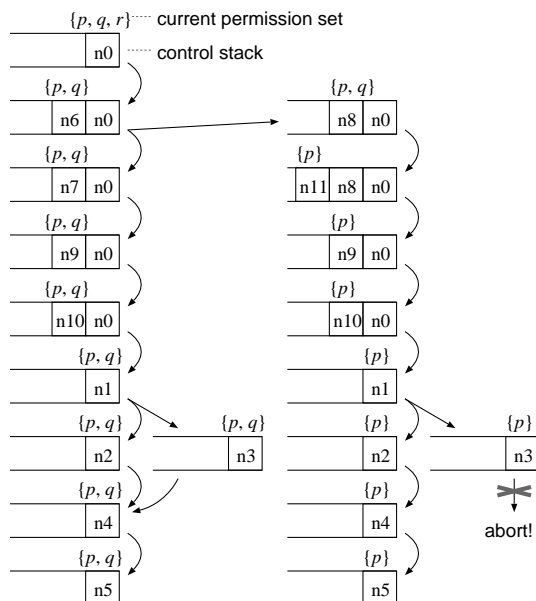 {p, q, r} current permission set
n0 control stack
{p, q} {p, q}
n6 n0 n8 n0
{p, q} {p}
n7 n0 n11 n8 n0
{p, q} {p}
n9 n0 n9 n0
{p, q} {p}
n10 n0 n10 n0
{p, q} {p}
n1 n1
{p, q} {p, q} {p} {p}
n2 n3 n2 n3
{p, q} {p}
n4 n4 abort!
{p, q} {p}
n5 n5